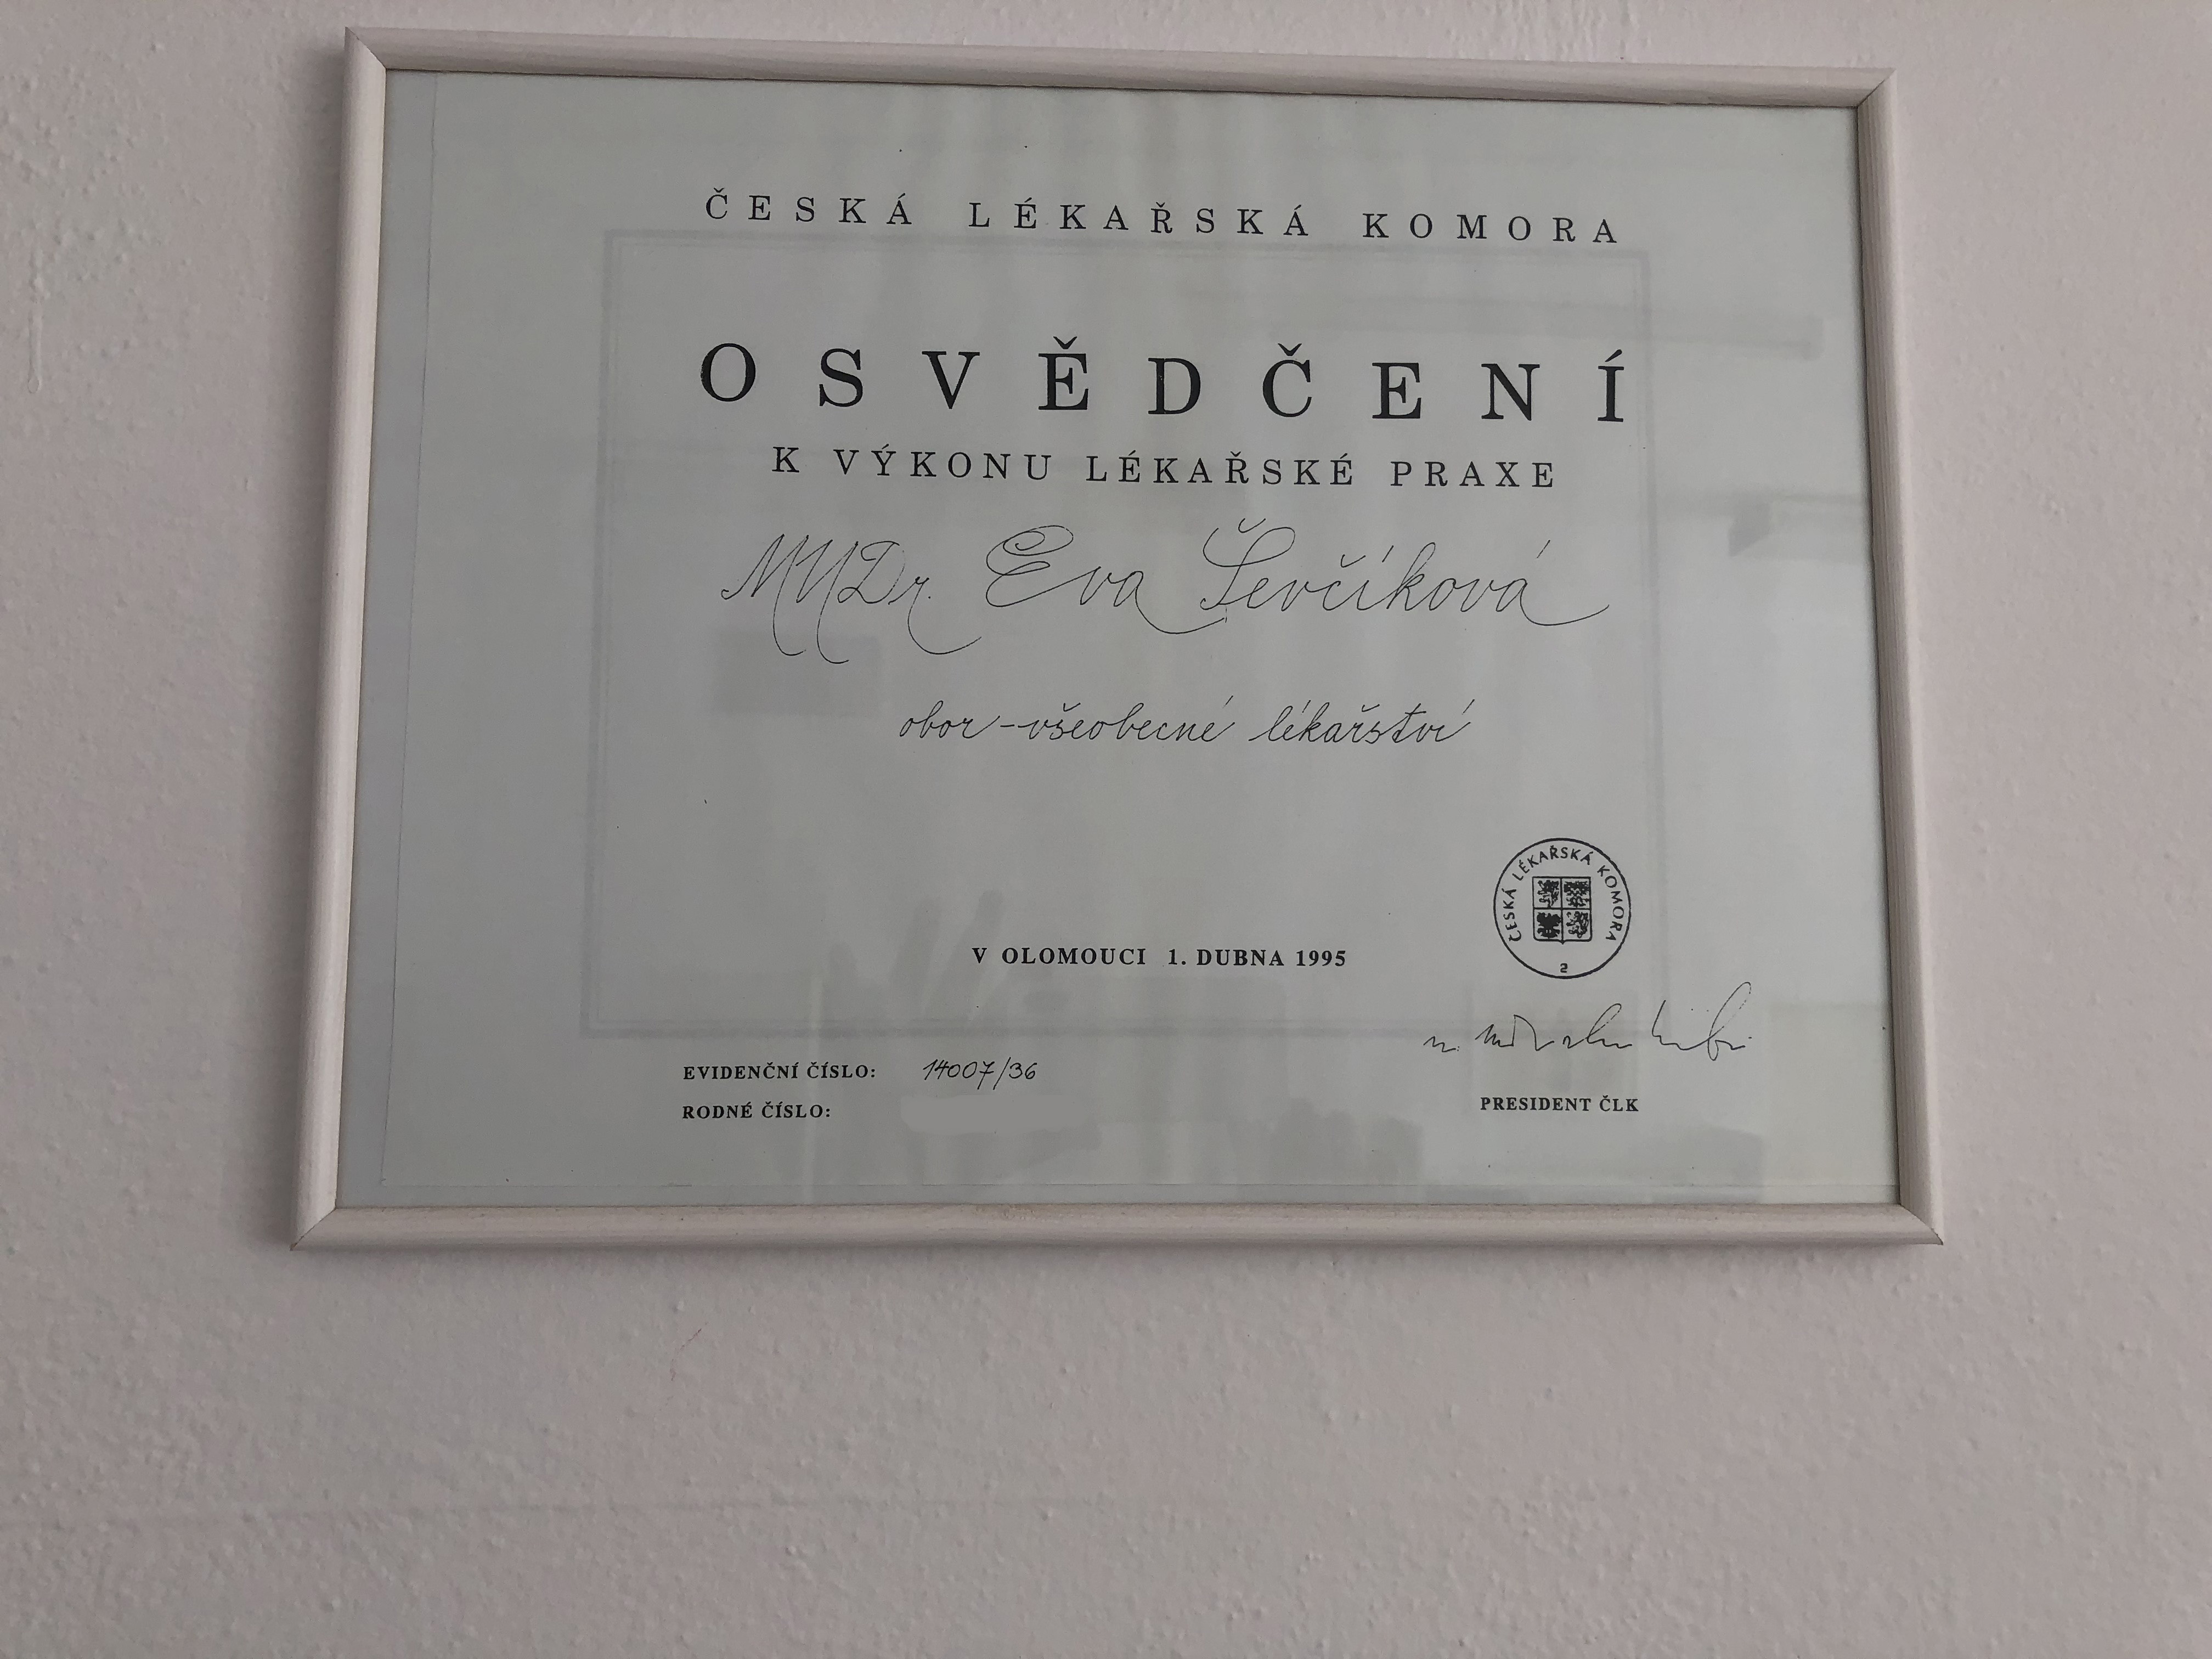 ČESKÁ LÉKAŘSKÁ KOMORA
OSVĚDČENÍ
K VÝKONU LÉKAŘSKÉ PRAXE
MUDr. Eva Ševčíková
obor - všeobecné lékařství
ČESKÁ LÉKAŘSKÁ KOMORA
2
V OLOMOUCI 1. DUBNA 1995
EVIDENČNÍ ČÍSLO: 14007/36
RODNÉ ČÍSLO:
PRESIDENT ČLK